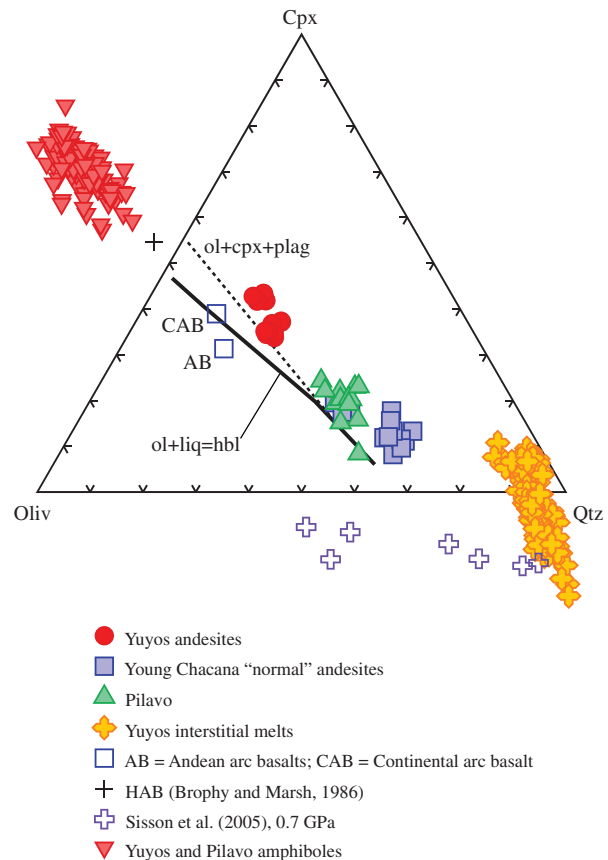 Cpx
ol+cpx+plag
CAB
AB
ol+liq=hbl
Oliv
Qtz
Yuyos andesites
Young Chacana “normal” andesites
Pilavo
Yuyos interstitial melts
AB = Andean arc basalts; CAB = Continental arc basalt
HAB (Brophy and Marsh, 1986)
Sisson et al. (2005), 0.7 GPa
Yuyos and Pilavo amphiboles